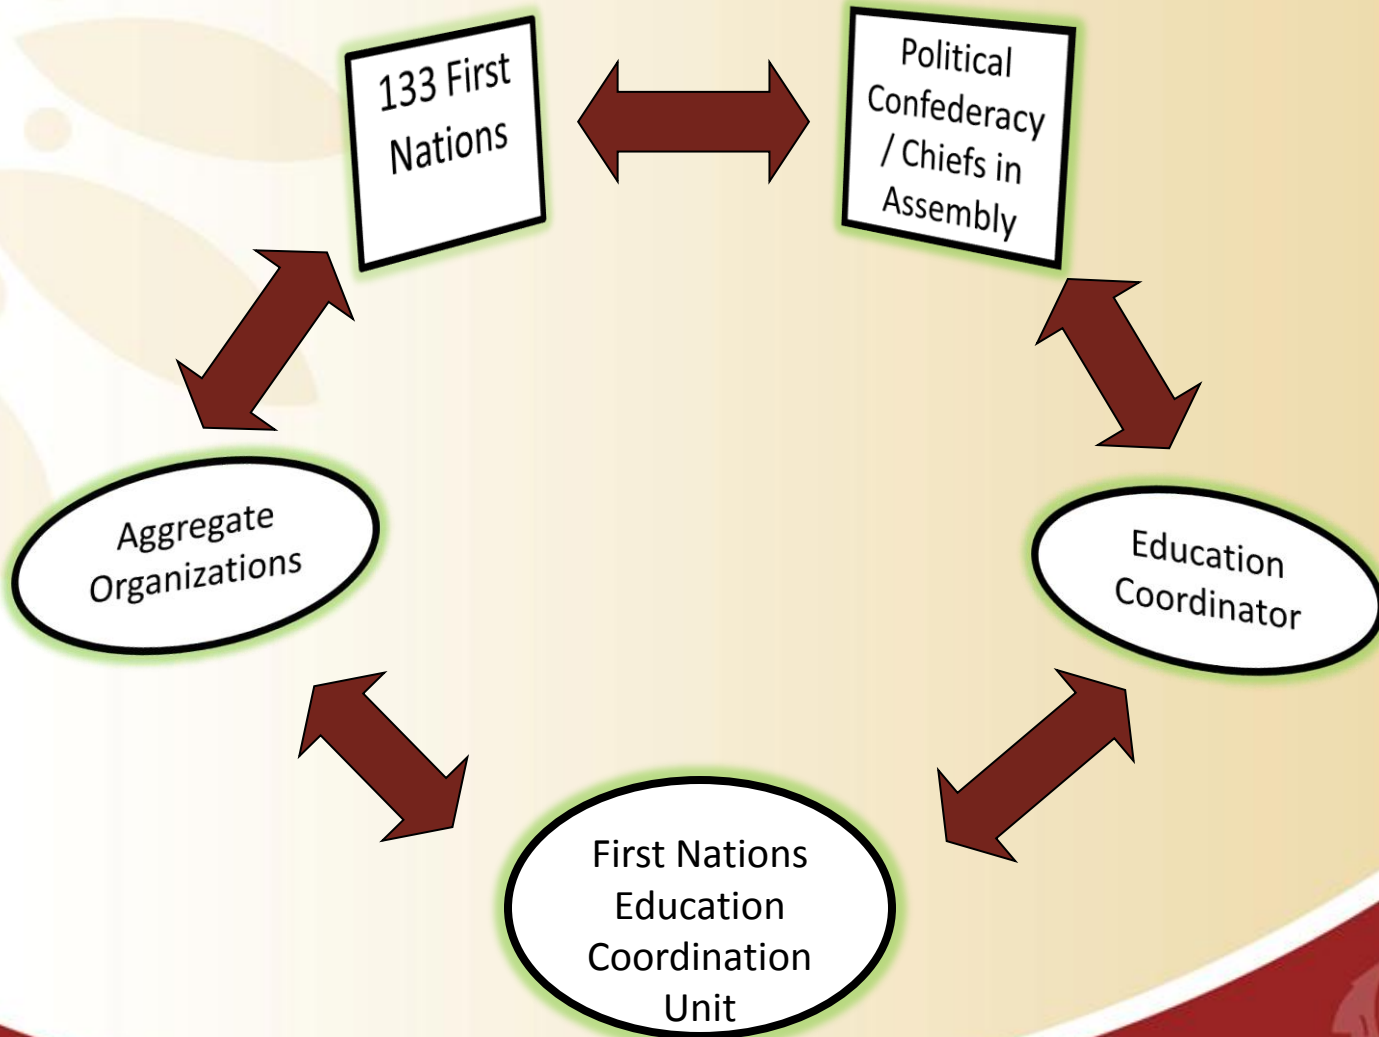 133 First
Nations
Political
Confederacy
/ Chiefs in
Assembly
Aggregate
Organizations
Education
Coordinator
First Nations
Education
Coordination
Unit